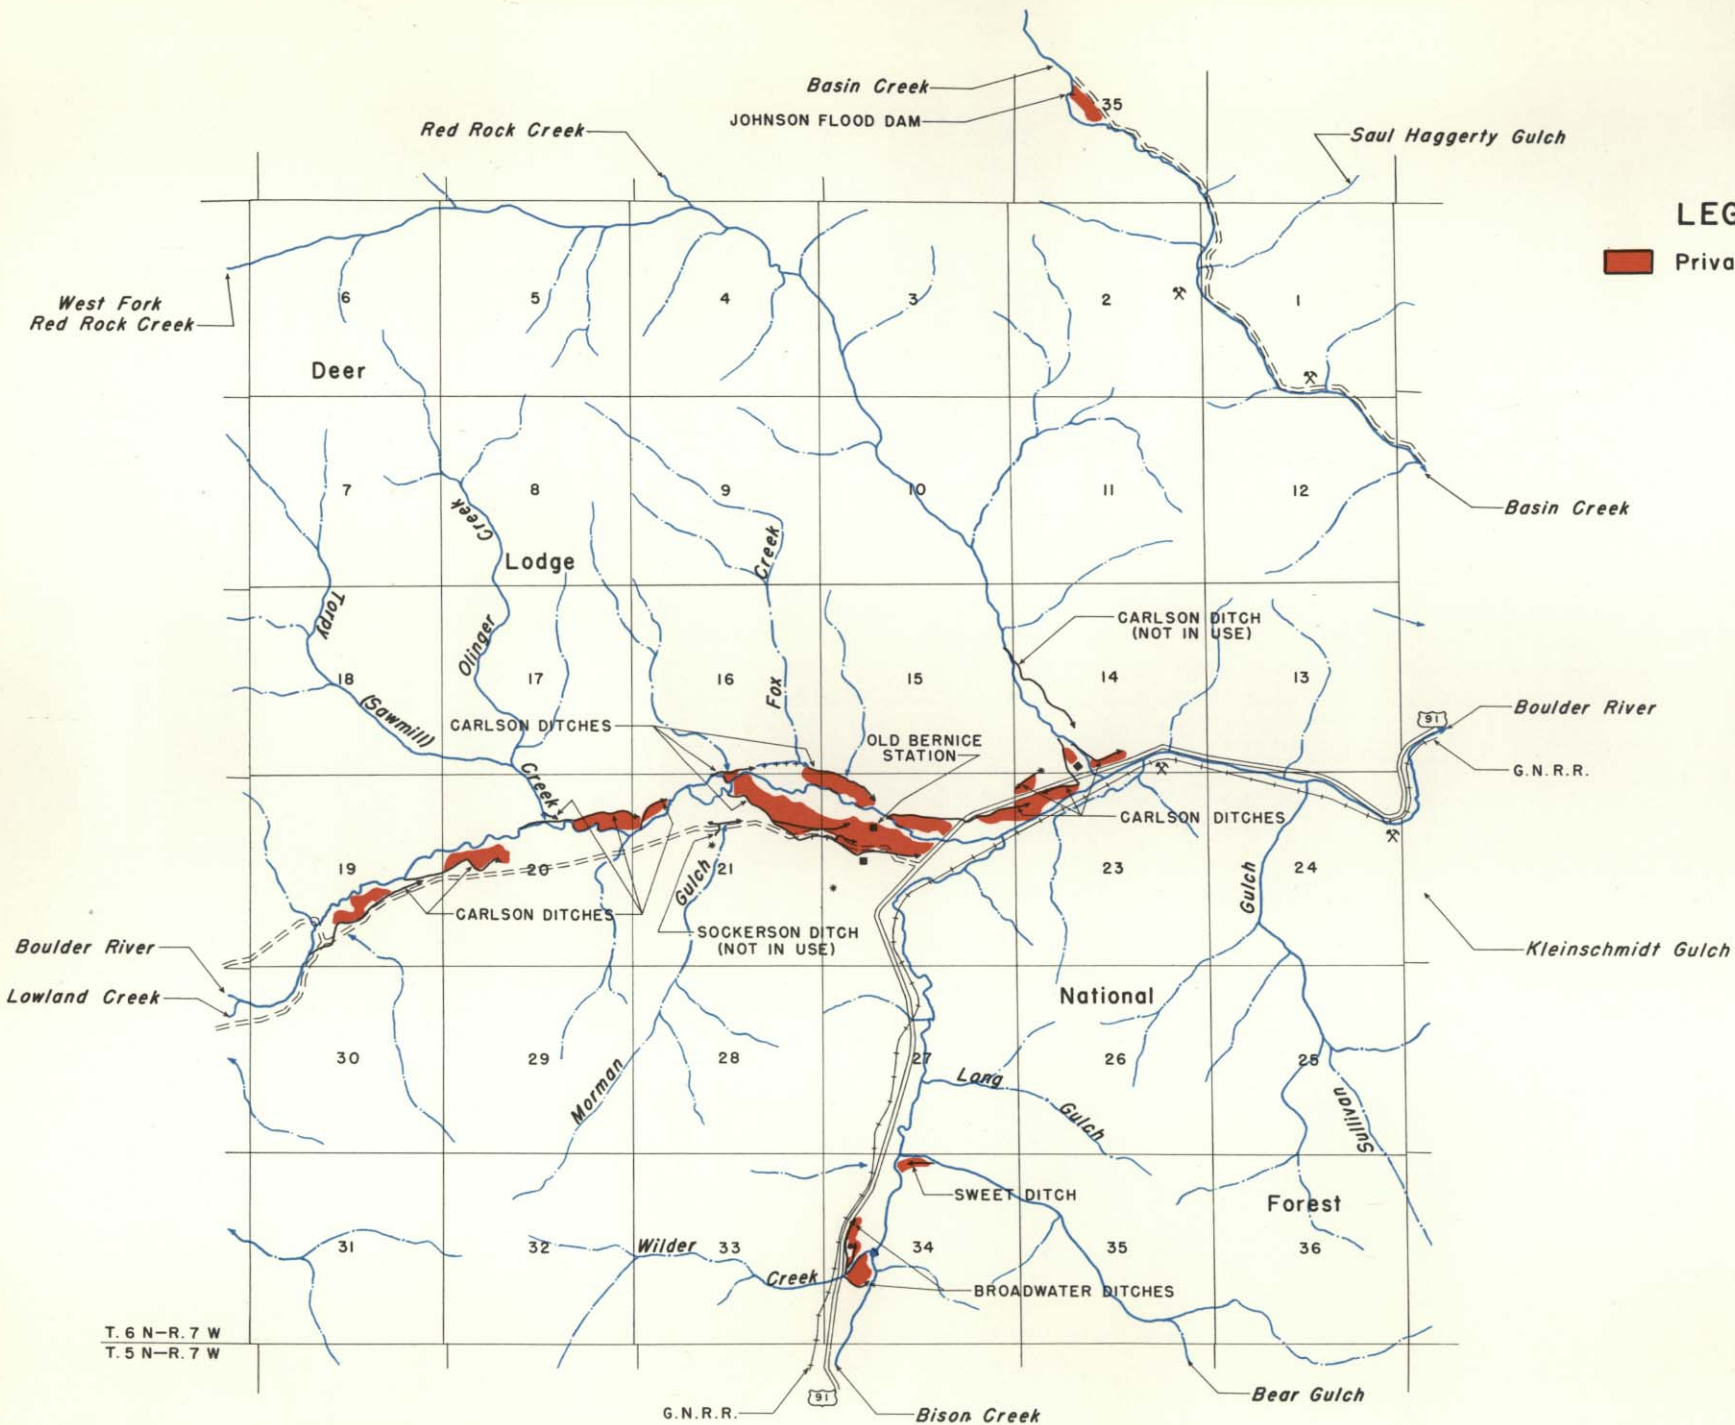 Basin Creek
JOHNSON FLOOD DAM
35
Red Rock Creek
Saul Haggerty Gulch
LEG
Priva
West Fork
Red Rock Creek
6
5
4
3
2
1
Deer
7
8
9
10
11
12
Creek
Creek
Basin Creek
Lodge
Torpy
Olinger
CARLSON DITCH
(NOT IN USE)
18
17
16
15
14
13
Fox
(Sawmill)
CARLSON DITCHES
OLD BERNICE
STATION
91
Boulder River
G.N.R.R.
Creek
CARLSON DITCHES
19
20
21
23
24
Gulch
Gulch
CARLSON DITCHES
SOCKERSON DITCH
(NOT IN USE)
Boulder River
Kleinschmidt Gulch
Lowland Creek
National
30
29
28
27
26
25
Morman
Long
Gulch
Sullivan
SWEET DITCH
Forest
31
32
Wilder
33
34
35
36
Creek
BROADWATER DITCHES
T. 6 N–R. 7 W
T. 5 N–R. 7 W
91
Bear Gulch
G.N.R.R.
Bison Creek